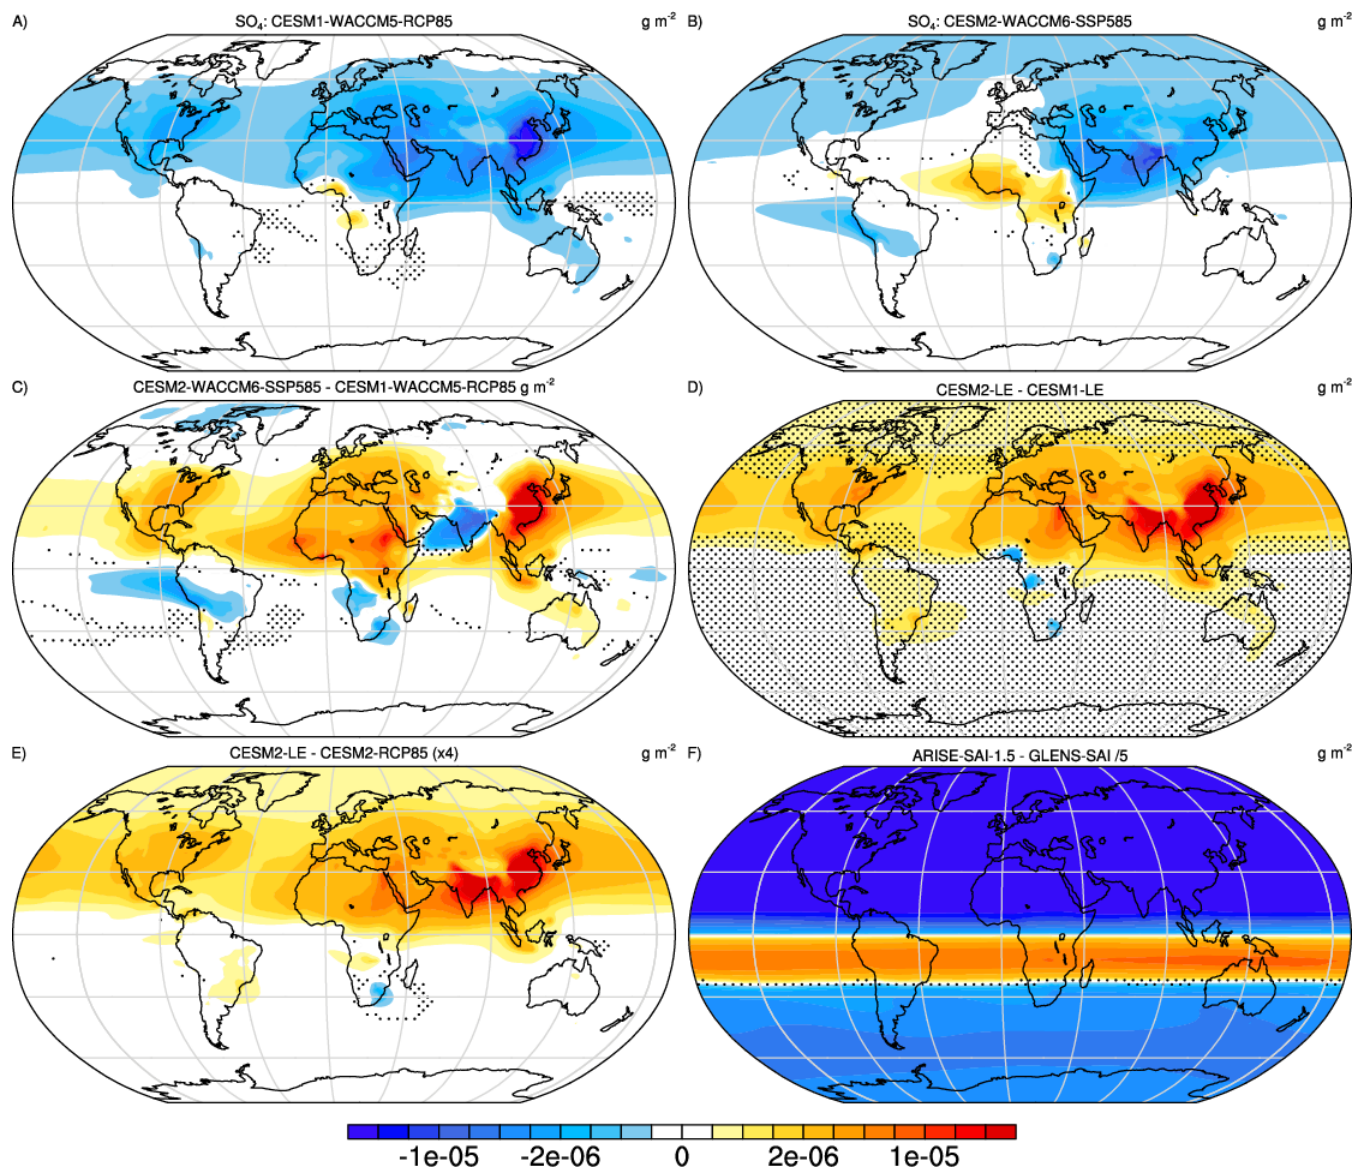 A) SO₄: CESM1-WACCM5-RCP85 g m⁻²
B) SO₄: CESM2-WACCM6-SSP585 g m⁻²
C) CESM2-WACCM6-SSP585 - CESM1-WACCM5-RCP85 g m⁻²
D) CESM2-LE - CESM1-LE g m⁻²
E) CESM2-LE - CESM2-RCP85 (x4) g m⁻²
F) ARISE-SAI-1.5 - GLENS-SAI /5 g m⁻²
-1e-05 -2e-06 0 2e-06 1e-05